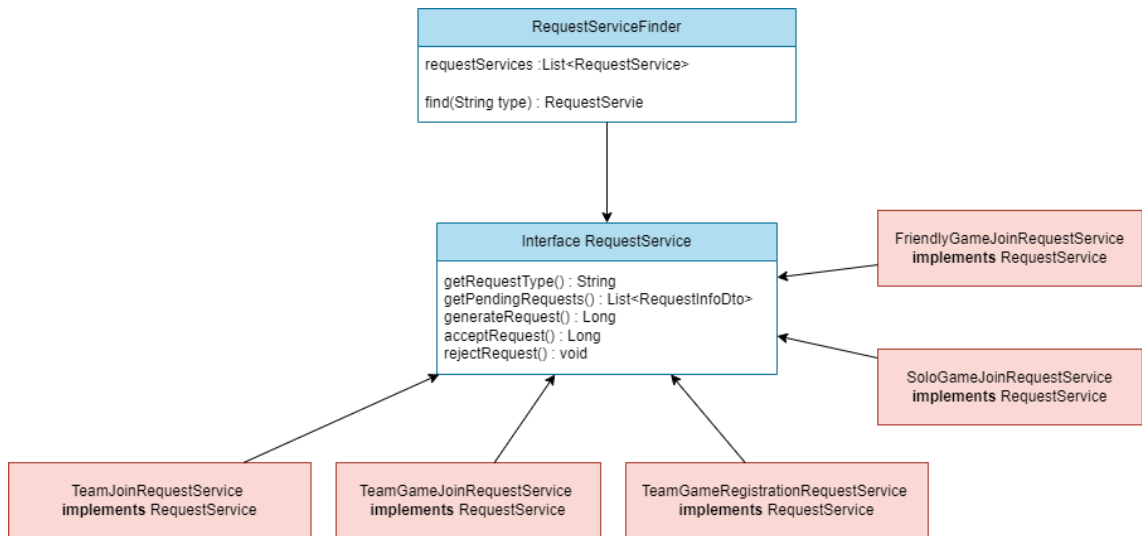 RequestServiceFinder
requestServices :List<RequestService>
find(String type) : RequestServie
Interface RequestService
getRequestType() : String
getPendingRequests() : List<RequestInfoDto>
generateRequest() : Long
acceptRequest() : Long
rejectRequest() : void
FriendlyGameJoinRequestService
implements RequestService
SoloGameJoinRequestService
implements RequestService
TeamJoinRequestService
implements RequestService
TeamGameJoinRequestService
implements RequestService
TeamGameRegistrationRequestService
implements RequestService